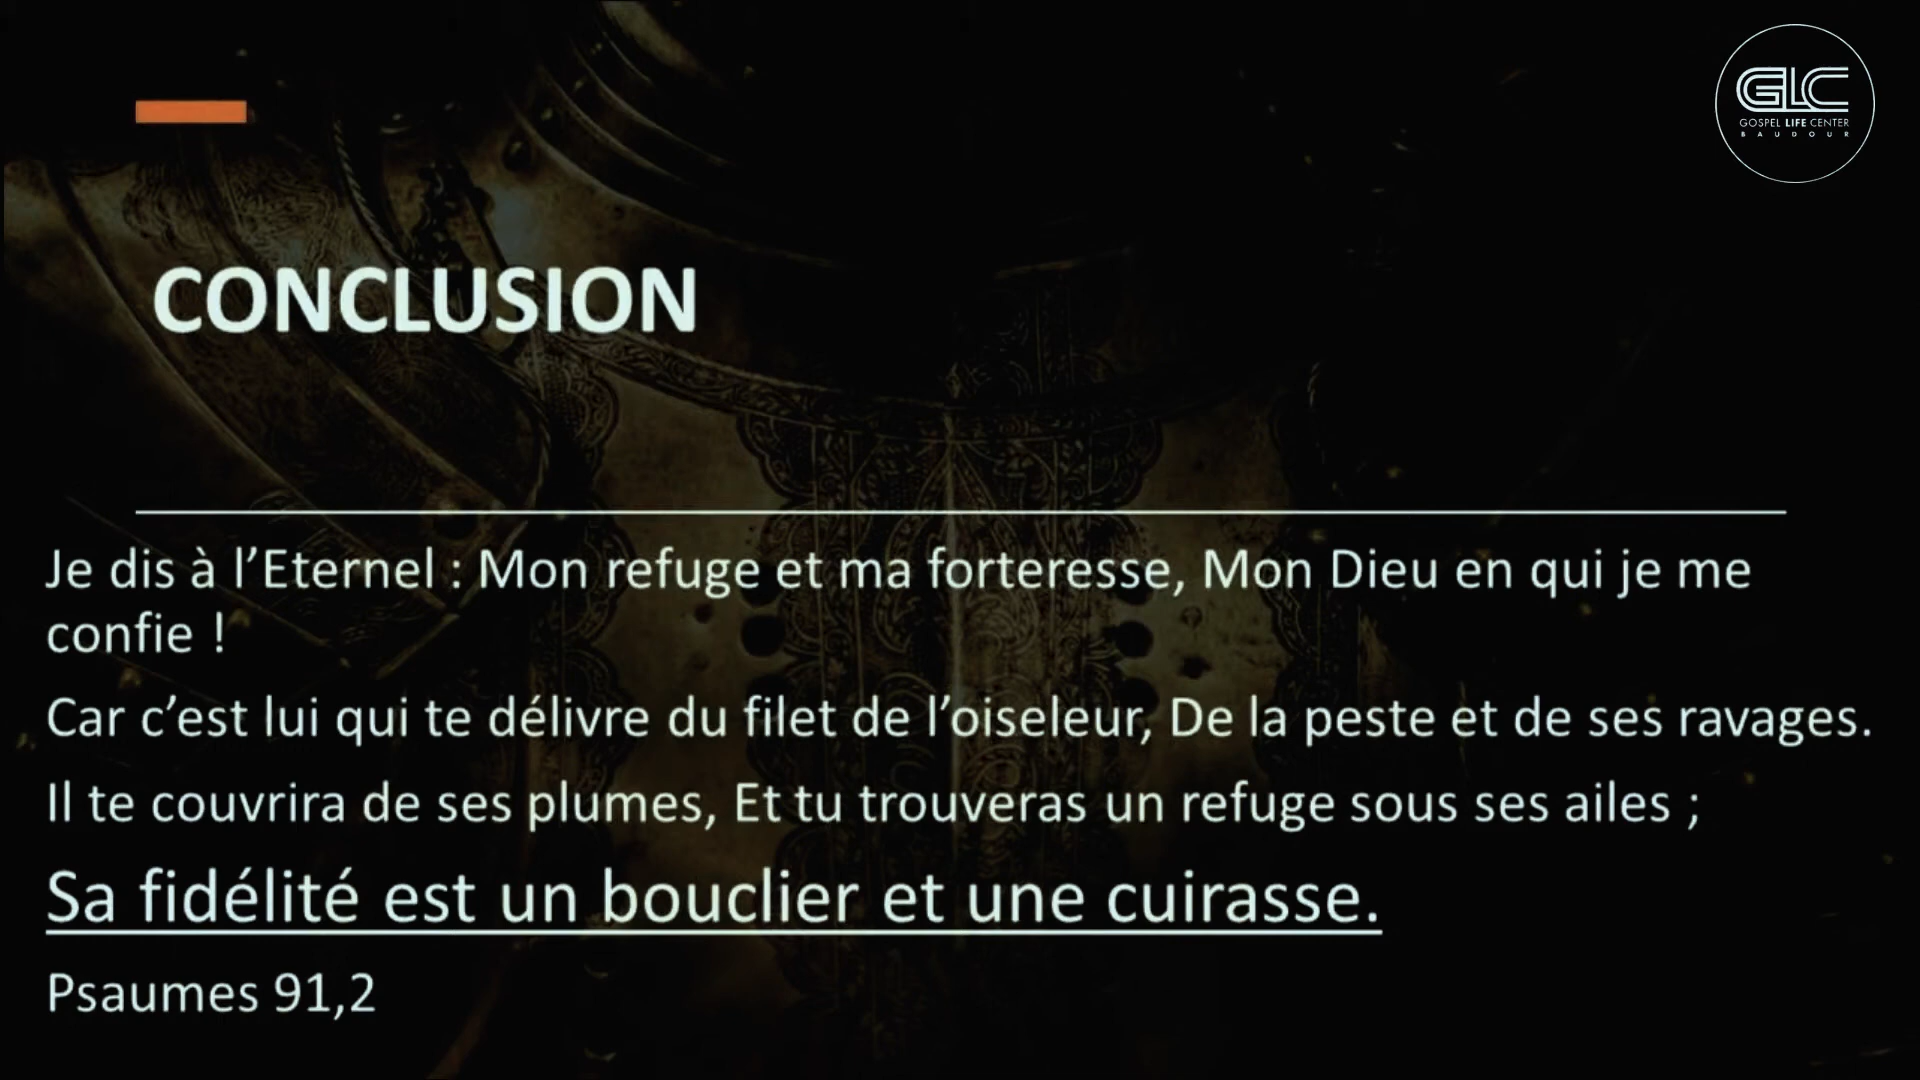 GLC
GOSPEL LIFE CENTER
BAUDOUR
CONCLUSION
Je dis à l’Eternel : Mon refuge et ma forteresse, Mon Dieu en qui je me
confie !
Car c’est lui qui te délivre du filet de l’oiseleur, De la peste et de ses ravages.
Il te couvrira de ses plumes, Et tu trouveras un refuge sous ses ailes ;
Sa fidélité est un bouclier et une cuirasse.
Psaumes 91,2